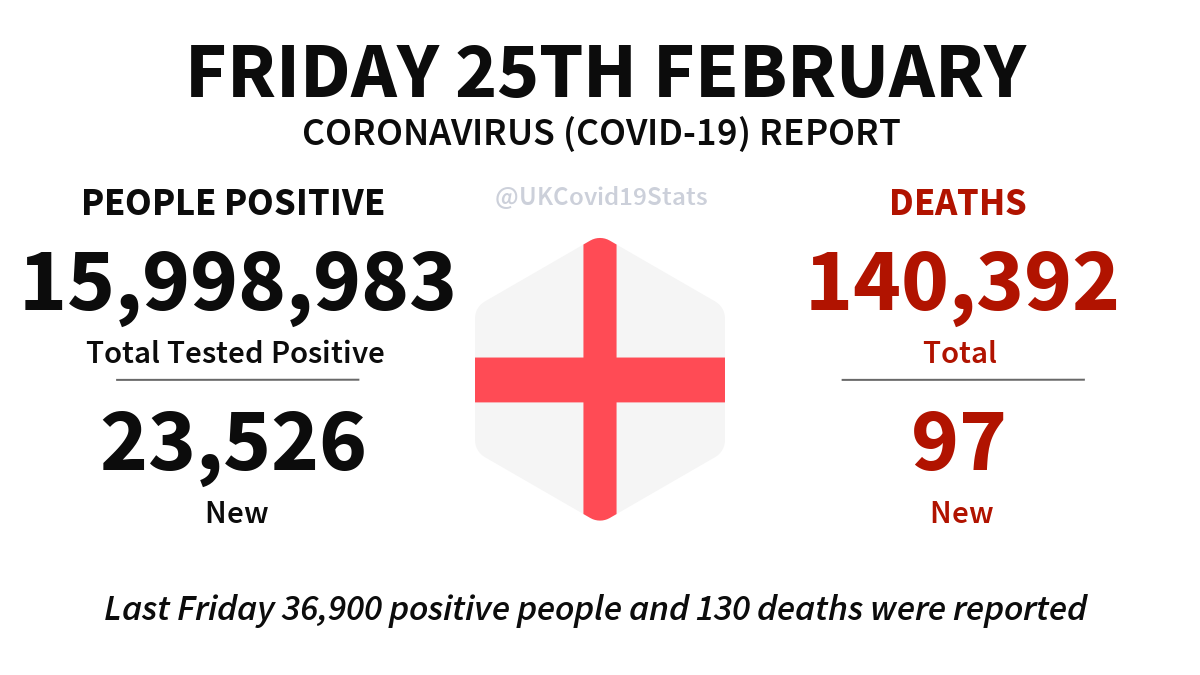 FRIDAY 25TH FEBRUARY
CORONAVIRUS (COVID-19) REPORT
@UKCovid19Stats
PEOPLE POSITIVE
15,998,983
Total Tested Positive
23,526
New
DEATHS
140,392
Total
97
New
Last Friday 36,900 positive people and 130 deaths were reported